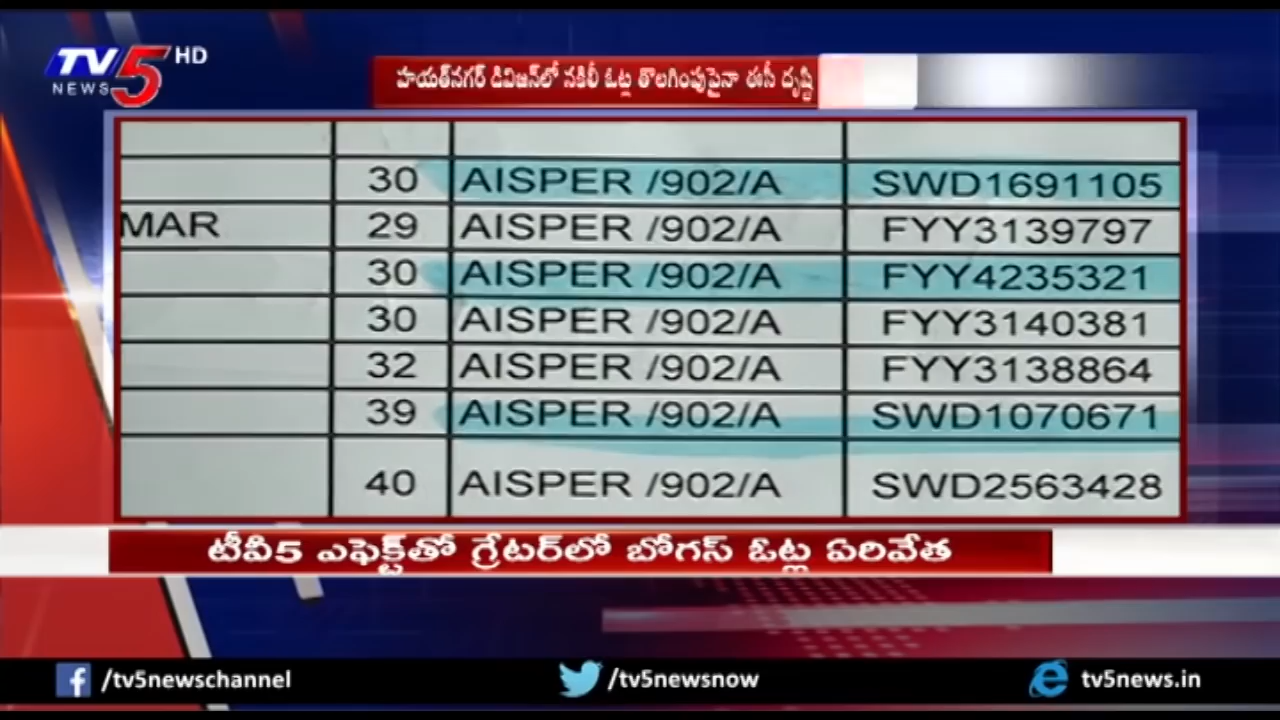 TV5 HD
NEWS
హయత్‌నగర్ డివిజన్‌లో నకిలీ ఓట్ల తొలగింపుపైనా ఈసీ దృష్టి
30 AISPER /902/A SWD1691105
MAR 29 AISPER /902/A FYY3139797
30 AISPER /902/A FYY4235321
30 AISPER /902/A FYY3140381
32 AISPER /902/A FYY3138864
39 AISPER /902/A SWD1070671
40 AISPER /902/A SWD2563428
టీవీ5 ఎఫెక్ట్‌తో గ్రేటర్‌లో బోగస్ ఓట్ల ఏరివేత
/tv5newschannel /tv5newsnow tv5news.in